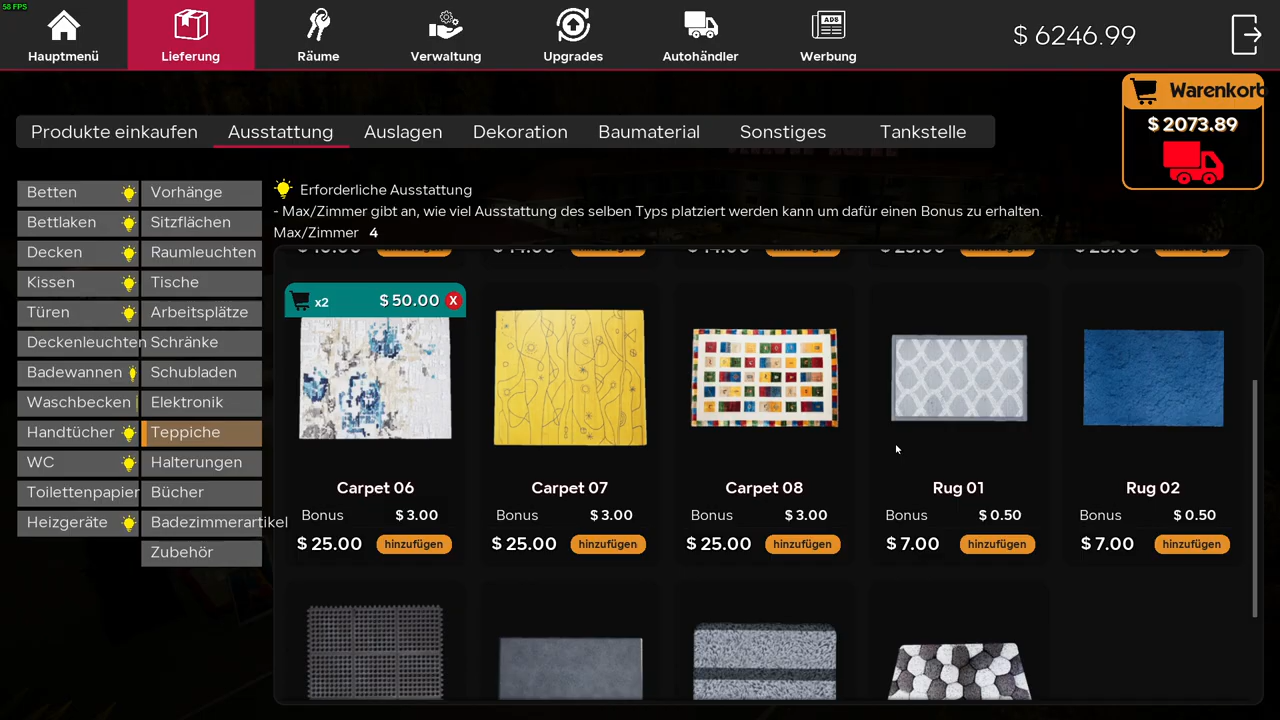 58 FPS
Hauptmenü
Lieferung
Räume
Verwaltung
Upgrades
Autohändler
ADS
Werbung
$ 6246.99
Warenkorb
$ 2073.89
Produkte einkaufen
Ausstattung
Auslagen
Dekoration
Baumaterial
Sonstiges
Tankstelle
Betten
Vorhänge
Bettlaken
Sitzflächen
Decken
Raumleuchten
Kissen
Tische
Türen
Arbeitsplätze
Deckenleuchten
Schränke
Badewannen
Schubladen
Waschbecken
Elektronik
Handtücher
Teppiche
WC
Halterungen
Toilettenpapier
Bücher
Heizgeräte
Badezimmerartikel
Zubehör
Erforderliche Ausstattung
- Max/Zimmer gibt an, wie viel Ausstattung des selben Typs platziert werden kann um dafür einen Bonus zu erhalten.
Max/Zimmer 4
x2 $ 50.00 X
Carpet 06
Bonus $ 3.00
$ 25.00 hinzufügen
Carpet 07
Bonus $ 3.00
$ 25.00 hinzufügen
Carpet 08
Bonus $ 3.00
$ 25.00 hinzufügen
Rug 01
Bonus $ 0.50
$ 7.00 hinzufügen
Rug 02
Bonus $ 0.50
$ 7.00 hinzufügen